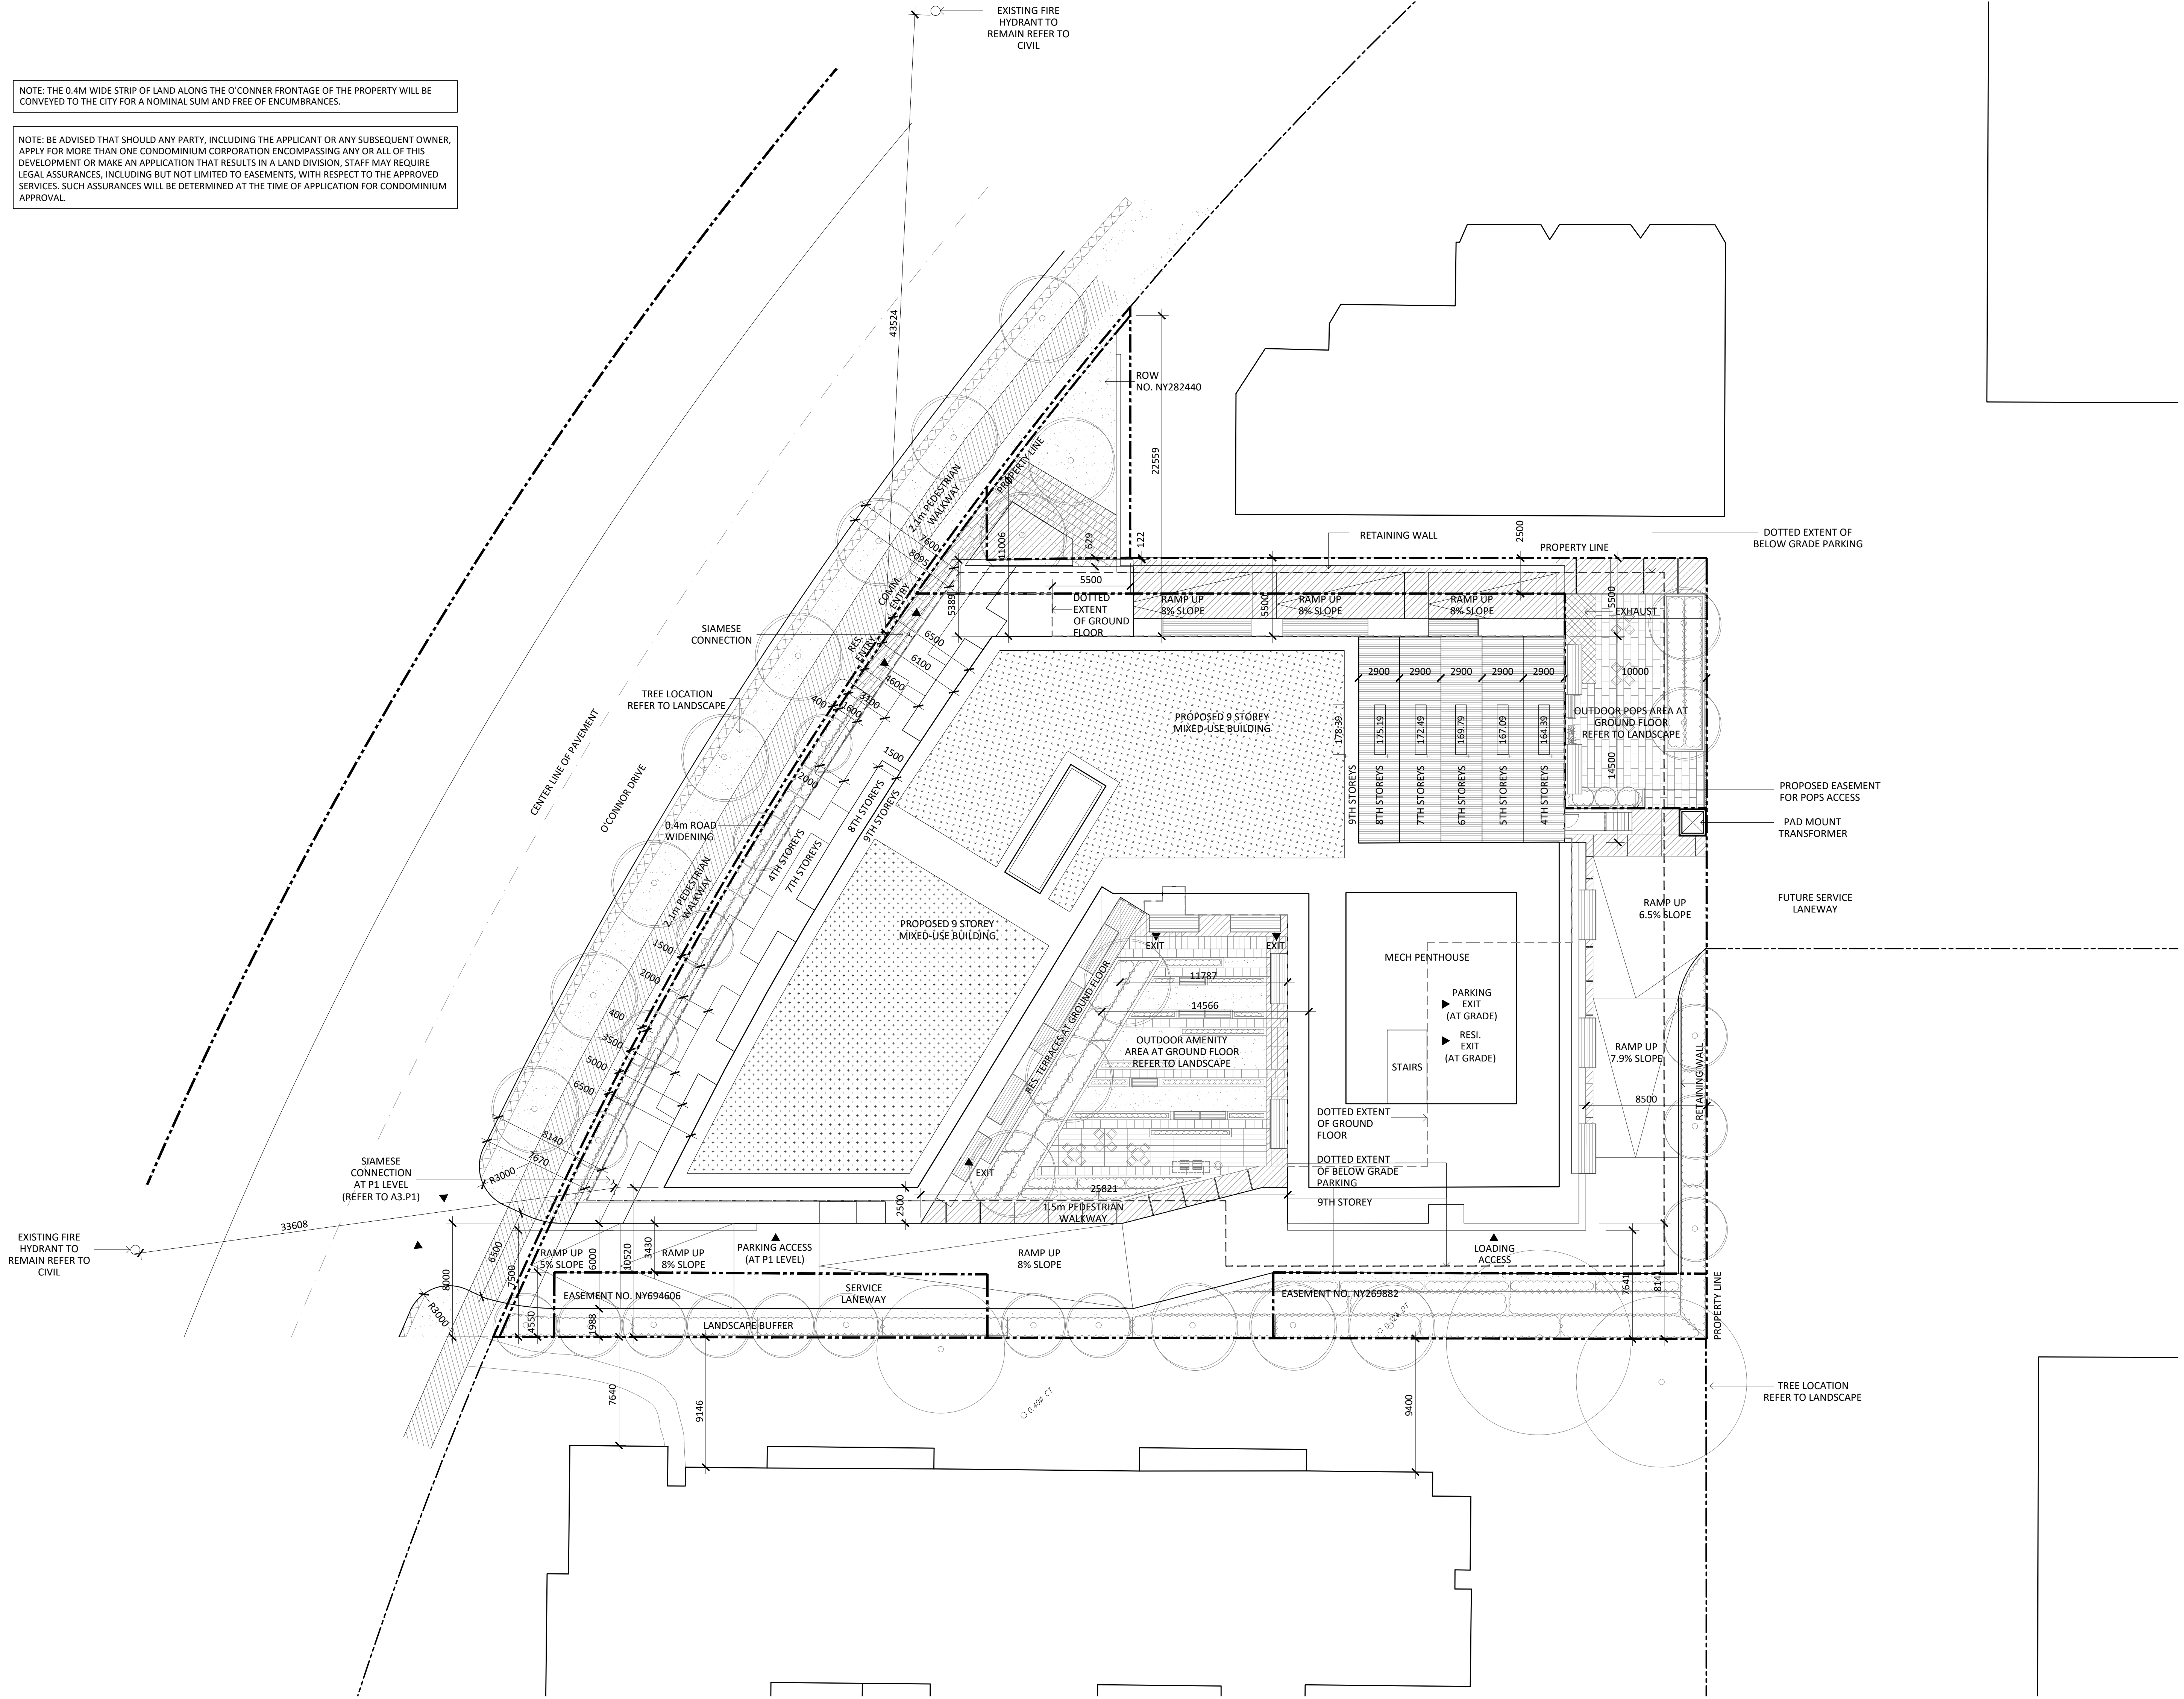 EXISTING FIRE
HYDRANT TO
REMAIN REFER TO
CIVIL
NOTE: THE 0.4M WIDE STRIP OF LAND ALONG THE O'CONNER FRONTAGE OF THE PROPERTY WILL BE
CONVEYED TO THE CITY FOR A NOMINAL SUM AND FREE OF ENCUMBRANCES.
NOTE: BE ADVISED THAT SHOULD ANY PARTY, INCLUDING THE APPLICANT OR ANY SUBSEQUENT OWNER,
APPLY FOR MORE THAN ONE CONDOMINIUM CORPORATION ENCOMPASSING ANY OR ALL OF THIS
DEVELOPMENT OR MAKE AN APPLICATION THAT RESULTS IN A LAND DIVISION, STAFF MAY REQUIRE
LEGAL ASSURANCES, INCLUDING BUT NOT LIMITED TO EASEMENTS, WITH RESPECT TO THE APPROVED
SERVICES. SUCH ASSURANCES WILL BE DETERMINED AT THE TIME OF APPLICATION FOR CONDOMINIUM
APPROVAL.
43524
ROW
NO. NY282440
22559
PROPERTY LINE
2.1m PEDESTRIAN
WALKWAY
7600
8095
11006
629
122
RETAINING WALL
2500
PROPERTY LINE
DOTTED EXTENT OF
BELOW GRADE PARKING
5500
COMM.
ENTRY
5389
DOTTED
EXTENT
OF GROUND
FLOOR
RAMP UP
8% SLOPE
5500
RAMP UP
8% SLOPE
RAMP UP
8% SLOPE
5500
EXHAUST
SIAMESE
CONNECTION
RES.
ENTRY
6500
6100
4600
3100
1600
400
2900
2900
2900
2900
2900
10000
TREE LOCATION
REFER TO LANDSCAPE
PROPOSED 9 STOREY
MIXED-USE BUILDING
178.39
175.19
172.49
169.79
167.09
164.39
OUTDOOR POPS AREA AT
GROUND FLOOR
REFER TO LANDSCAPE
14500
CENTER LINE OF PAVEMENT
O'CONNOR DRIVE
1500
2000
8TH STOREYS
9TH STOREYS
9TH STOREYS
8TH STOREYS
7TH STOREYS
6TH STOREYS
5TH STOREYS
4TH STOREYS
PROPOSED EASEMENT
FOR POPS ACCESS
PAD MOUNT
TRANSFORMER
0.4m ROAD
WIDENING
4TH STOREYS
7TH STOREYS
2.1m PEDESTRIAN
WALKWAY
PROPOSED 9 STOREY
MIXED-USE BUILDING
RAMP UP
6.5% SLOPE
FUTURE SERVICE
LANEWAY
1500
2000
400
3500
5000
6500
EXIT
EXIT
MECH PENTHOUSE
11787
14566
RES. TERRACES AT GROUND FLOOR
PARKING
EXIT
(AT GRADE)
RESI.
EXIT
(AT GRADE)
OUTDOOR AMENITY
AREA AT GROUND FLOOR
REFER TO LANDSCAPE
STAIRS
RAMP UP
7.9% SLOPE
RETAINING WALL
8500
DOTTED EXTENT
OF GROUND
FLOOR
8140
7670
R3000
SIAMESE
CONNECTION
AT P1 LEVEL
(REFER TO A3.P1)
EXIT
DOTTED EXTENT
OF BELOW GRADE
PARKING
25821
9TH STOREY
2500
1.5m PEDESTRIAN
WALKWAY
33608
EXISTING FIRE
HYDRANT TO
REMAIN REFER TO
CIVIL
6500
8000
7500
RAMP UP
5% SLOPE
6000
10520
3430
RAMP UP
8% SLOPE
PARKING ACCESS
(AT P1 LEVEL)
RAMP UP
8% SLOPE
LOADING
ACCESS
R3000
EASEMENT NO. NY694606
SERVICE
LANEWAY
EASEMENT NO. NY269882
7641
8141
PROPERTY LINE
4550
1988
LANDSCAPE BUFFER
0.32ø DT
7640
9146
0.40ø CT
9400
TREE LOCATION
REFER TO LANDSCAPE